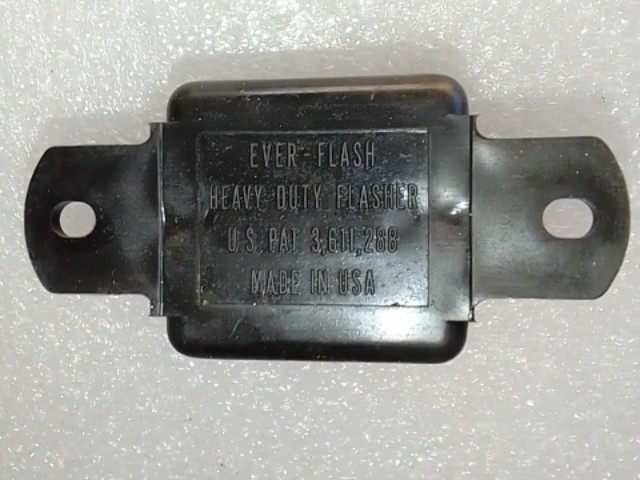 EVER-FLASH
HEAVY DUTY FLASHER
U.S. PAT 3,611,288
MADE IN USA